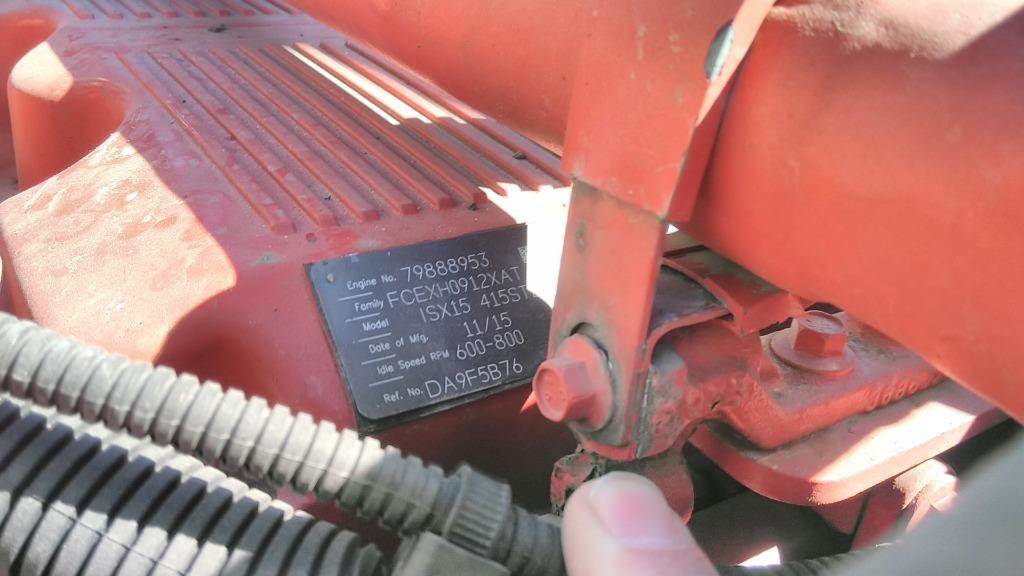 Engine No. 79888953
Family FCEXH0912XAT
Model ISX15 415ST
Date of Mfg. 11/15
Idle Speed RPM 600-800
Ref. No. DA9F5B76